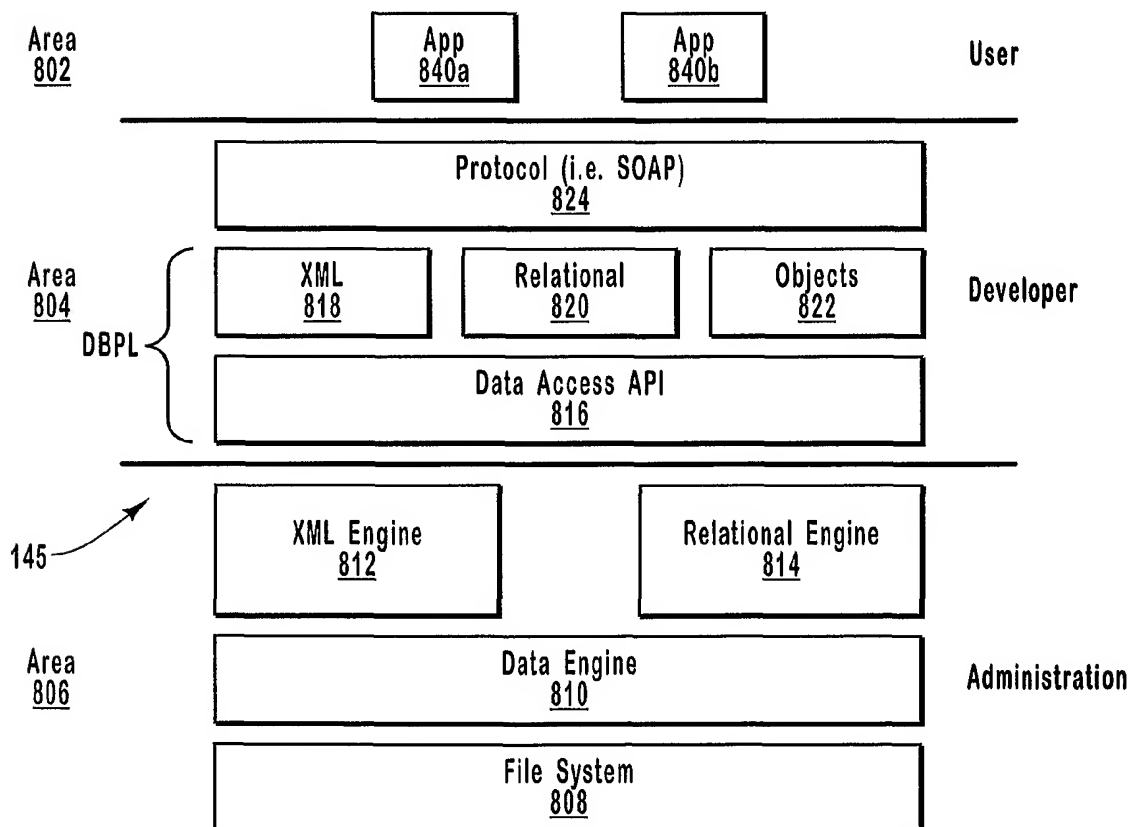 Area
802
App
840a
App
840b
User
Protocol (i.e. SOAP)
824
Area
804
DBPL
XML
818
Relational
820
Objects
822
Developer
Data Access API
816
145
XML Engine
812
Relational Engine
814
Area
806
Data Engine
810
Administration
File System
808